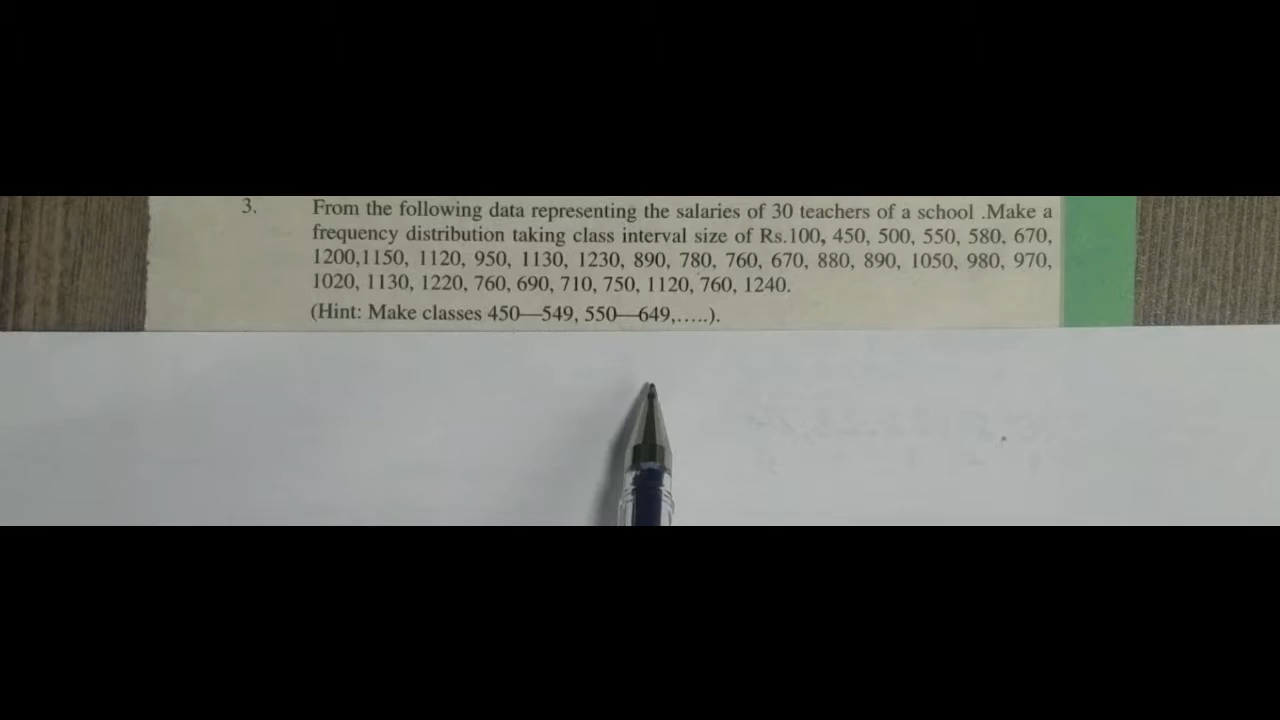 3. From the following data representing the salaries of 30 teachers of a school .Make a
frequency distribution taking class interval size of Rs.100, 450, 500, 550, 580, 670,
1200,1150, 1120, 950, 1130, 1230, 890, 780, 760, 670, 880, 890, 1050, 980, 970,
1020, 1130, 1220, 760, 690, 710, 750, 1120, 760, 1240.
(Hint: Make classes 450—549, 550—649,.....).